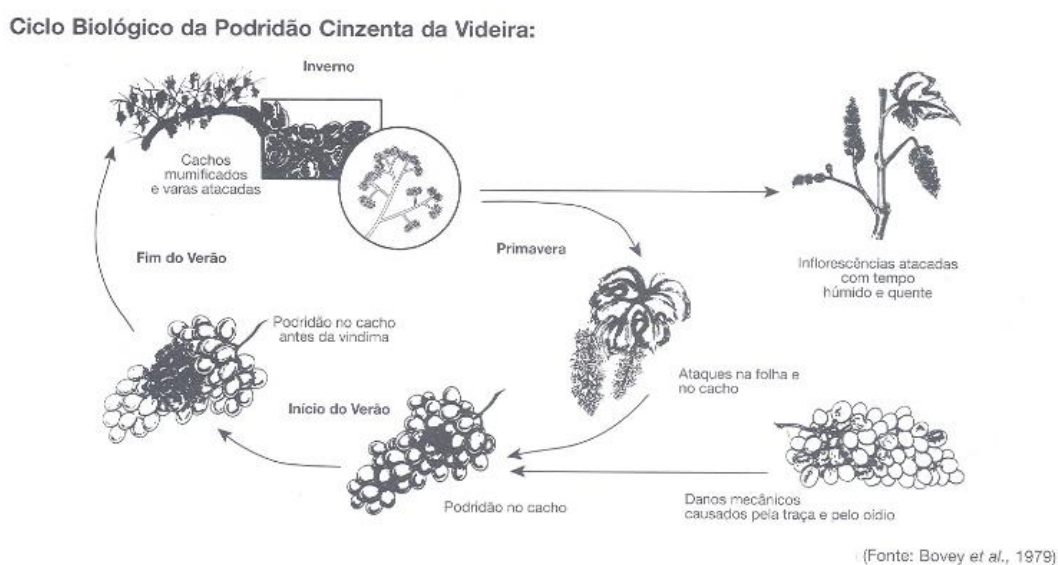 Ciclo Biológico da Podridão Cinzenta da Videira:
Inverno
Cachos
mumificados
e varas atacadas
Primavera
Inflorescências atacadas
com tempo
húmido e quente
Fim do Verão
Podridão no cacho
antes da vindima
Ataques na folha e
no cacho
Início do Verão
Podridão no cacho
Danos mecânicos
causados pela traça e pelo oídio
(Fonte: Bovey et al., 1979)